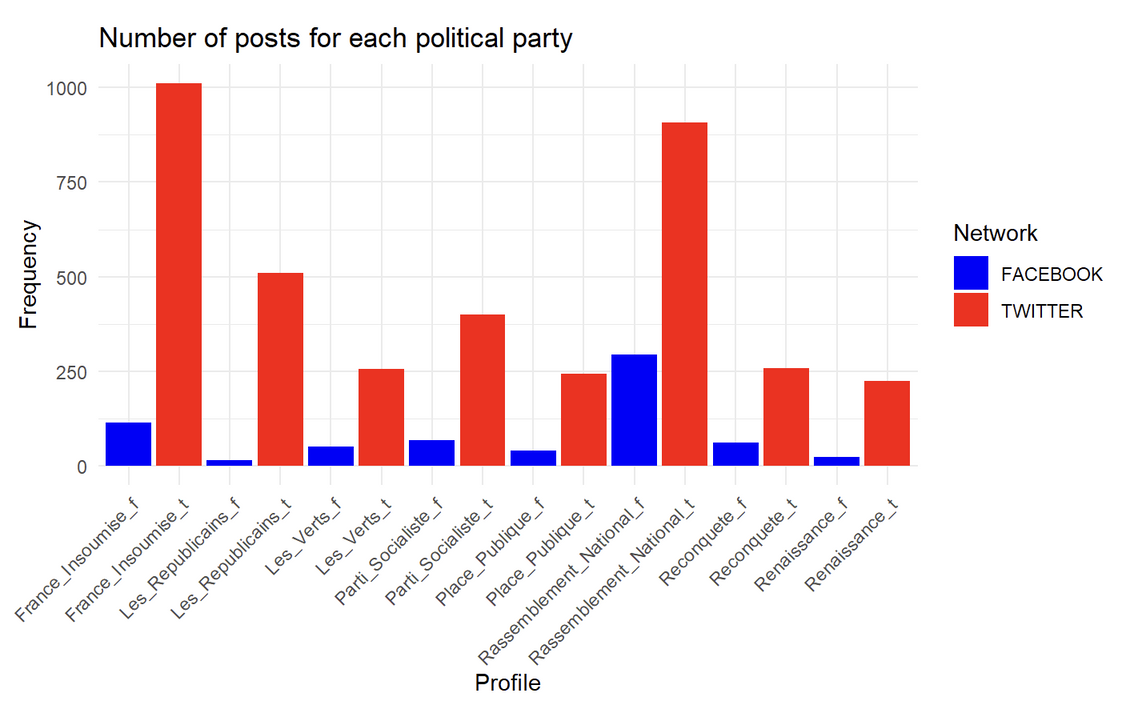 Number of posts for each political party
Frequency
1000
750
500
250
0
France_Insoumise_f
France_Insoumise_t
Les_Republicains_f
Les_Republicains_t
Les_Verts_f
Les_Verts_t
Parti_Socialiste_f
Parti_Socialiste_t
Place_Publique_f
Place_Publique_t
Rassemblement_National_f
Rassemblement_National_t
Reconquete_f
Reconquete_t
Renaissance_f
Renaissance_t
Profile
Network
FACEBOOK
TWITTER